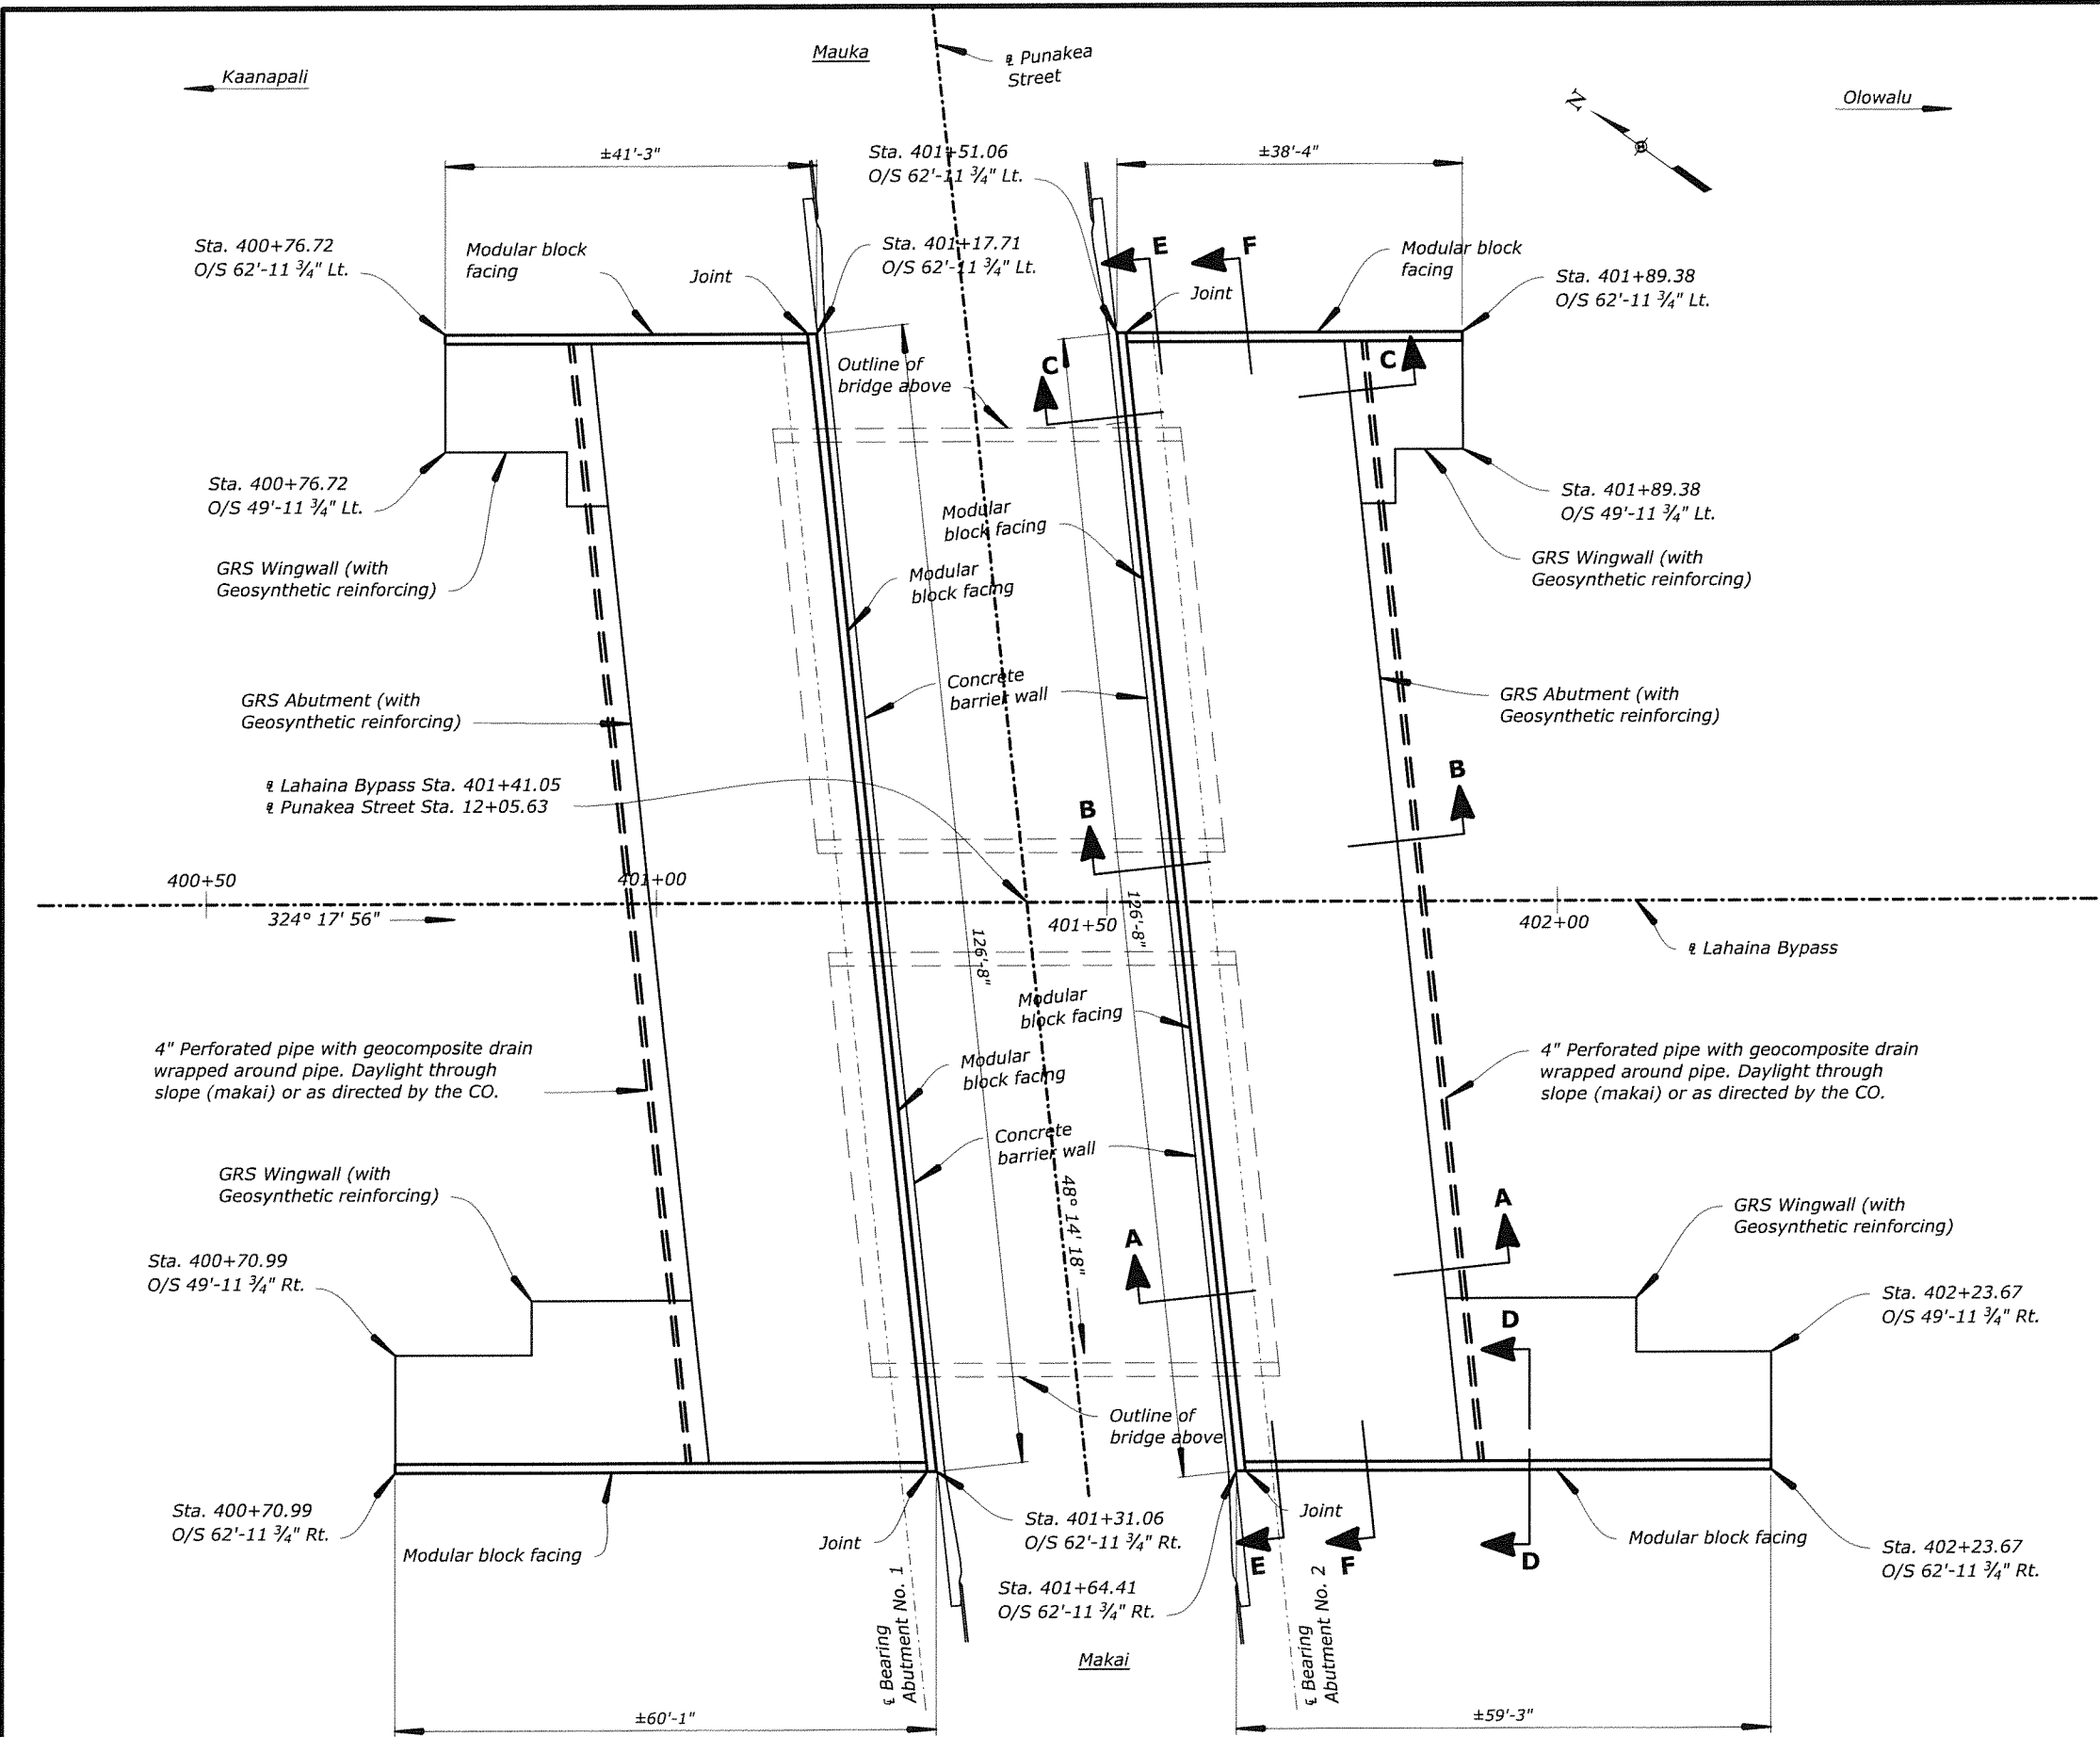 Mauka
℄ Punakea
Street
Kaanapali
Olowalu
N
±41'-3"
Sta. 401+51.06
O/S 62'-11 ¾" Lt.
±38'-4"
Sta. 400+76.72
O/S 62'-11 ¾" Lt.
Modular block
facing
Joint
Sta. 401+17.71
O/S 62'-11 ¾" Lt.
E
F
Joint
Modular block
facing
Sta. 401+89.38
O/S 62'-11 ¾" Lt.
Outline of
bridge above
C
C
Sta. 400+76.72
O/S 49'-11 ¾" Lt.
Modular
block facing
Sta. 401+89.38
O/S 49'-11 ¾" Lt.
GRS Wingwall (with
Geosynthetic reinforcing)
Modular
block facing
GRS Wingwall (with
Geosynthetic reinforcing)
GRS Abutment (with
Geosynthetic reinforcing)
Concrete
barrier wall
GRS Abutment (with
Geosynthetic reinforcing)
℄ Lahaina Bypass Sta. 401+41.05
℄ Punakea Street Sta. 12+05.63
B
B
400+50
401+00
324° 17' 56"
126'-8"
401+50
126'-8"
402+00
℄ Lahaina Bypass
Modular
block facing
4" Perforated pipe with geocomposite drain
wrapped around pipe. Daylight through
slope (makai) or as directed by the CO.
Modular
block facing
4" Perforated pipe with geocomposite drain
wrapped around pipe. Daylight through
slope (makai) or as directed by the CO.
Concrete
barrier wall
GRS Wingwall (with
Geosynthetic reinforcing)
48° 14' 18"
A
A
GRS Wingwall (with
Geosynthetic reinforcing)
Sta. 400+70.99
O/S 49'-11 ¾" Rt.
D
Sta. 402+23.67
O/S 49'-11 ¾" Rt.
Outline of
bridge above
Sta. 400+70.99
O/S 62'-11 ¾" Rt.
Modular block facing
Joint
Sta. 401+31.06
O/S 62'-11 ¾" Rt.
Joint
E
F
D
Modular block facing
Sta. 402+23.67
O/S 62'-11 ¾" Rt.
Sta. 401+64.41
O/S 62'-11 ¾" Rt.
℄ Bearing
Abutment No. 1
℄ Bearing
Abutment No. 2
Makai
±60'-1"
±59'-3"